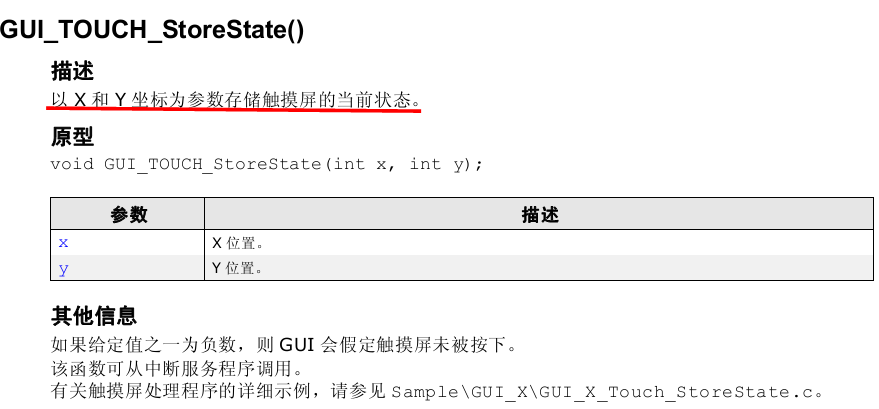 GUI_TOUCH_StoreState()
描述
以 X 和 Y 坐标为参数存储触摸屏的当前状态。
原型
void GUI_TOUCH_StoreState(int x, int y);
参数 描述
x X 位置。
y Y 位置。
其他信息
如果给定值之一为负数，则 GUI 会假定触摸屏未被按下。
该函数可从中断服务程序调用。
有关触摸屏处理程序的详细示例，请参见 Sample\GUI_X\GUI_X_Touch_StoreState.c。